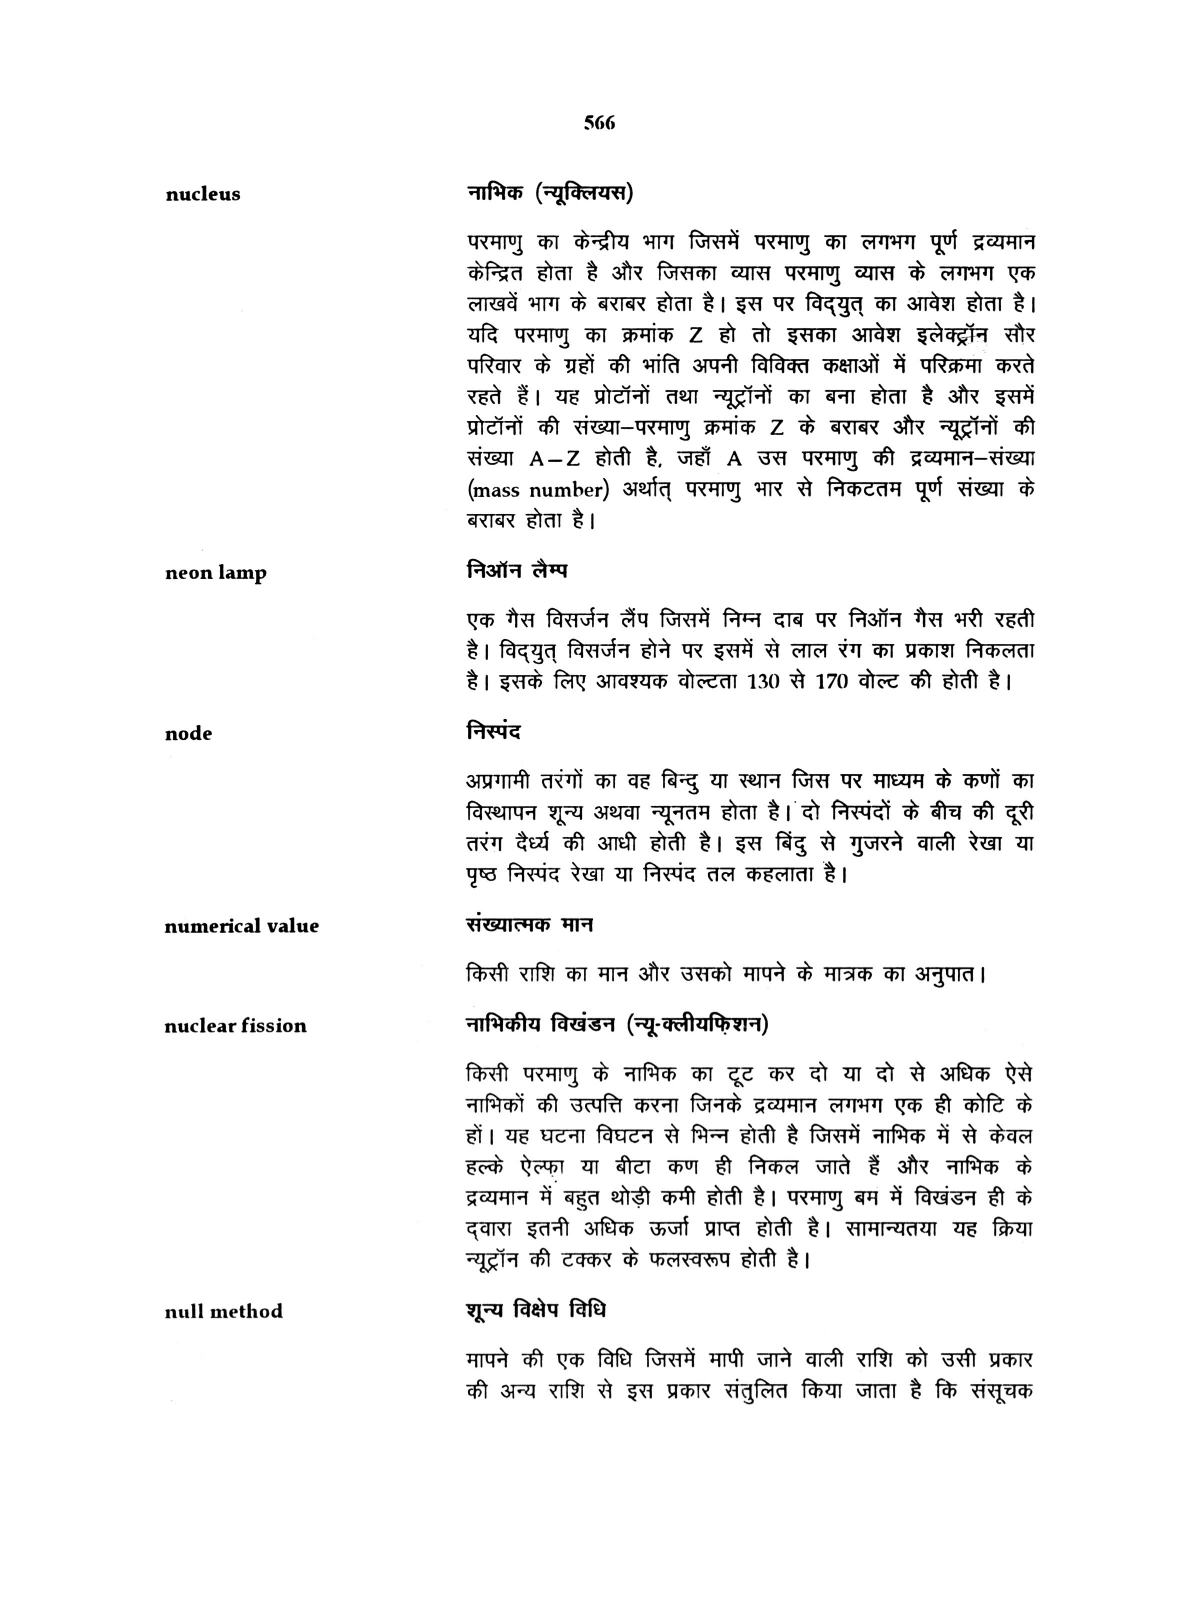 566
nucleus
नाभिक (न्यूक्लियस)
परमाणु का केन्द्रीय भाग जिसमें परमाणु का लगभग पूर्ण द्रव्यमान
केन्द्रित होता है और जिसका व्यास परमाणु व्यास के लगभग एक
लाखवें भाग के बराबर होता है। इस पर विद्‌युत् का आवेश होता है।
यदि परमाणु का क्रमांक Z हो तो इसका आवेश इलेक्ट्रॉन सौर
परिवार के ग्रहों की भांति अपनी विविक्त कक्षाओं में परिक्रमा करते
रहते हैं। यह प्रोटॉनों तथा न्यूट्रॉनों का बना होता है और इसमें
प्रोटॉनों की संख्या–परमाणु क्रमांक Z के बराबर और न्यूट्रॉनों की
संख्या A–Z होती है, जहाँ A उस परमाणु की द्रव्यमान–संख्या
(mass number) अर्थात् परमाणु भार से निकटतम पूर्ण संख्या के
बराबर होता है।
neon lamp
निऑन लैम्प
एक गैस विसर्जन लैंप जिसमें निम्न दाब पर निऑन गैस भरी रहती
है। विद्‌युत् विसर्जन होने पर इसमें से लाल रंग का प्रकाश निकलता
है। इसके लिए आवश्यक वोल्टता 130 से 170 वोल्ट की होती है।
node
निस्पंद
अप्रगामी तरंगों का वह बिन्दु या स्थान जिस पर माध्यम के कणों का
विस्थापन शून्य अथवा न्यूनतम होता है। दो निस्पंदों के बीच की दूरी
तरंग दैर्ध्य की आधी होती है। इस बिंदु से गुजरने वाली रेखा या
पृष्ठ निस्पंद रेखा या निस्पंद तल कहलाता है।
numerical value
संख्यात्मक मान
किसी राशि का मान और उसको मापने के मात्रक का अनुपात।
nuclear fission
नाभिकीय विखंडन (न्यू-क्लीयफ़िशन)
किसी परमाणु के नाभिक का टूट कर दो या दो से अधिक ऐसे
नाभिकों की उत्पत्ति करना जिनके द्रव्यमान लगभग एक ही कोटि के
हों। यह घटना विघटन से भिन्न होती है जिसमें नाभिक में से केवल
हल्के ऐल्फा या बीटा कण ही निकल जाते हैं और नाभिक के
द्रव्यमान में बहुत थोड़ी कमी होती है। परमाणु बम में विखंडन ही के
द्‌वारा इतनी अधिक ऊर्जा प्राप्त होती है। सामान्यतया यह क्रिया
न्यूट्रॉन की टक्कर के फलस्वरूप होती है।
null method
शून्य विक्षेप विधि
मापने की एक विधि जिसमें मापी जाने वाली राशि को उसी प्रकार
की अन्य राशि से इस प्रकार संतुलित किया जाता है कि संसूचक